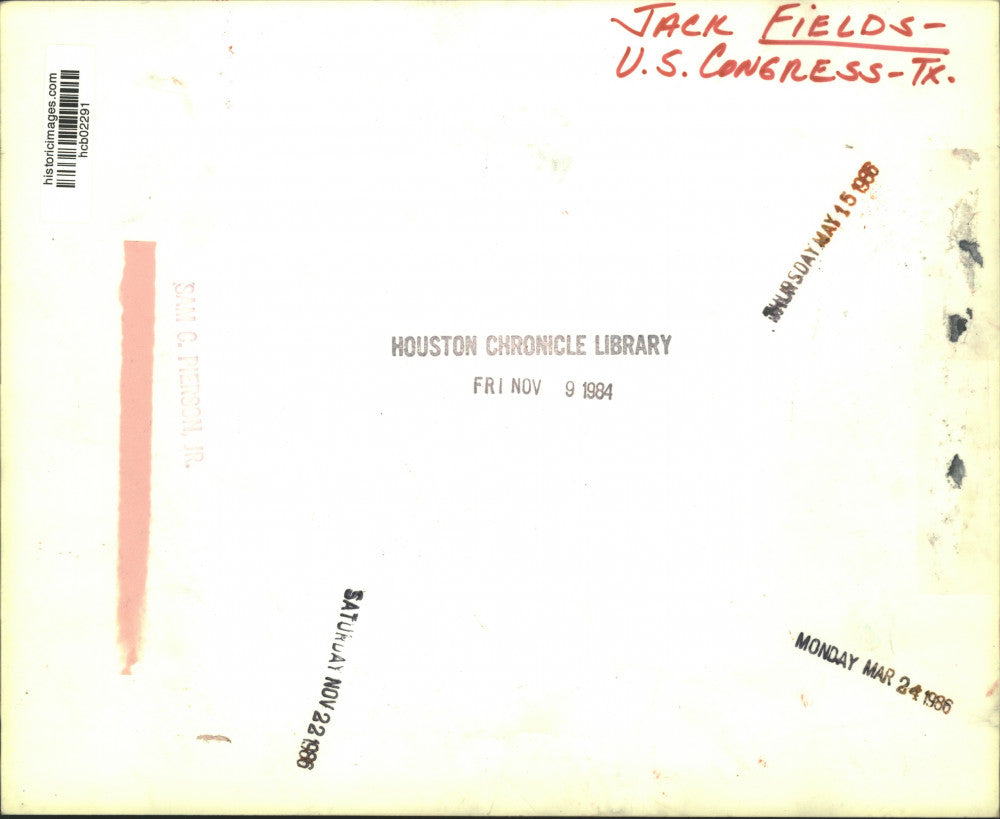 JACK FIELDS-
U.S. CONGRESS-TX.
historicimages.com
hcb02291
THURSDAY MAY 15 1986
SAM C. PIERSON, JR.
HOUSTON CHRONICLE LIBRARY
FRI NOV 9 1984
SATURDAY NOV 22 1986
MONDAY MAR 24 1986